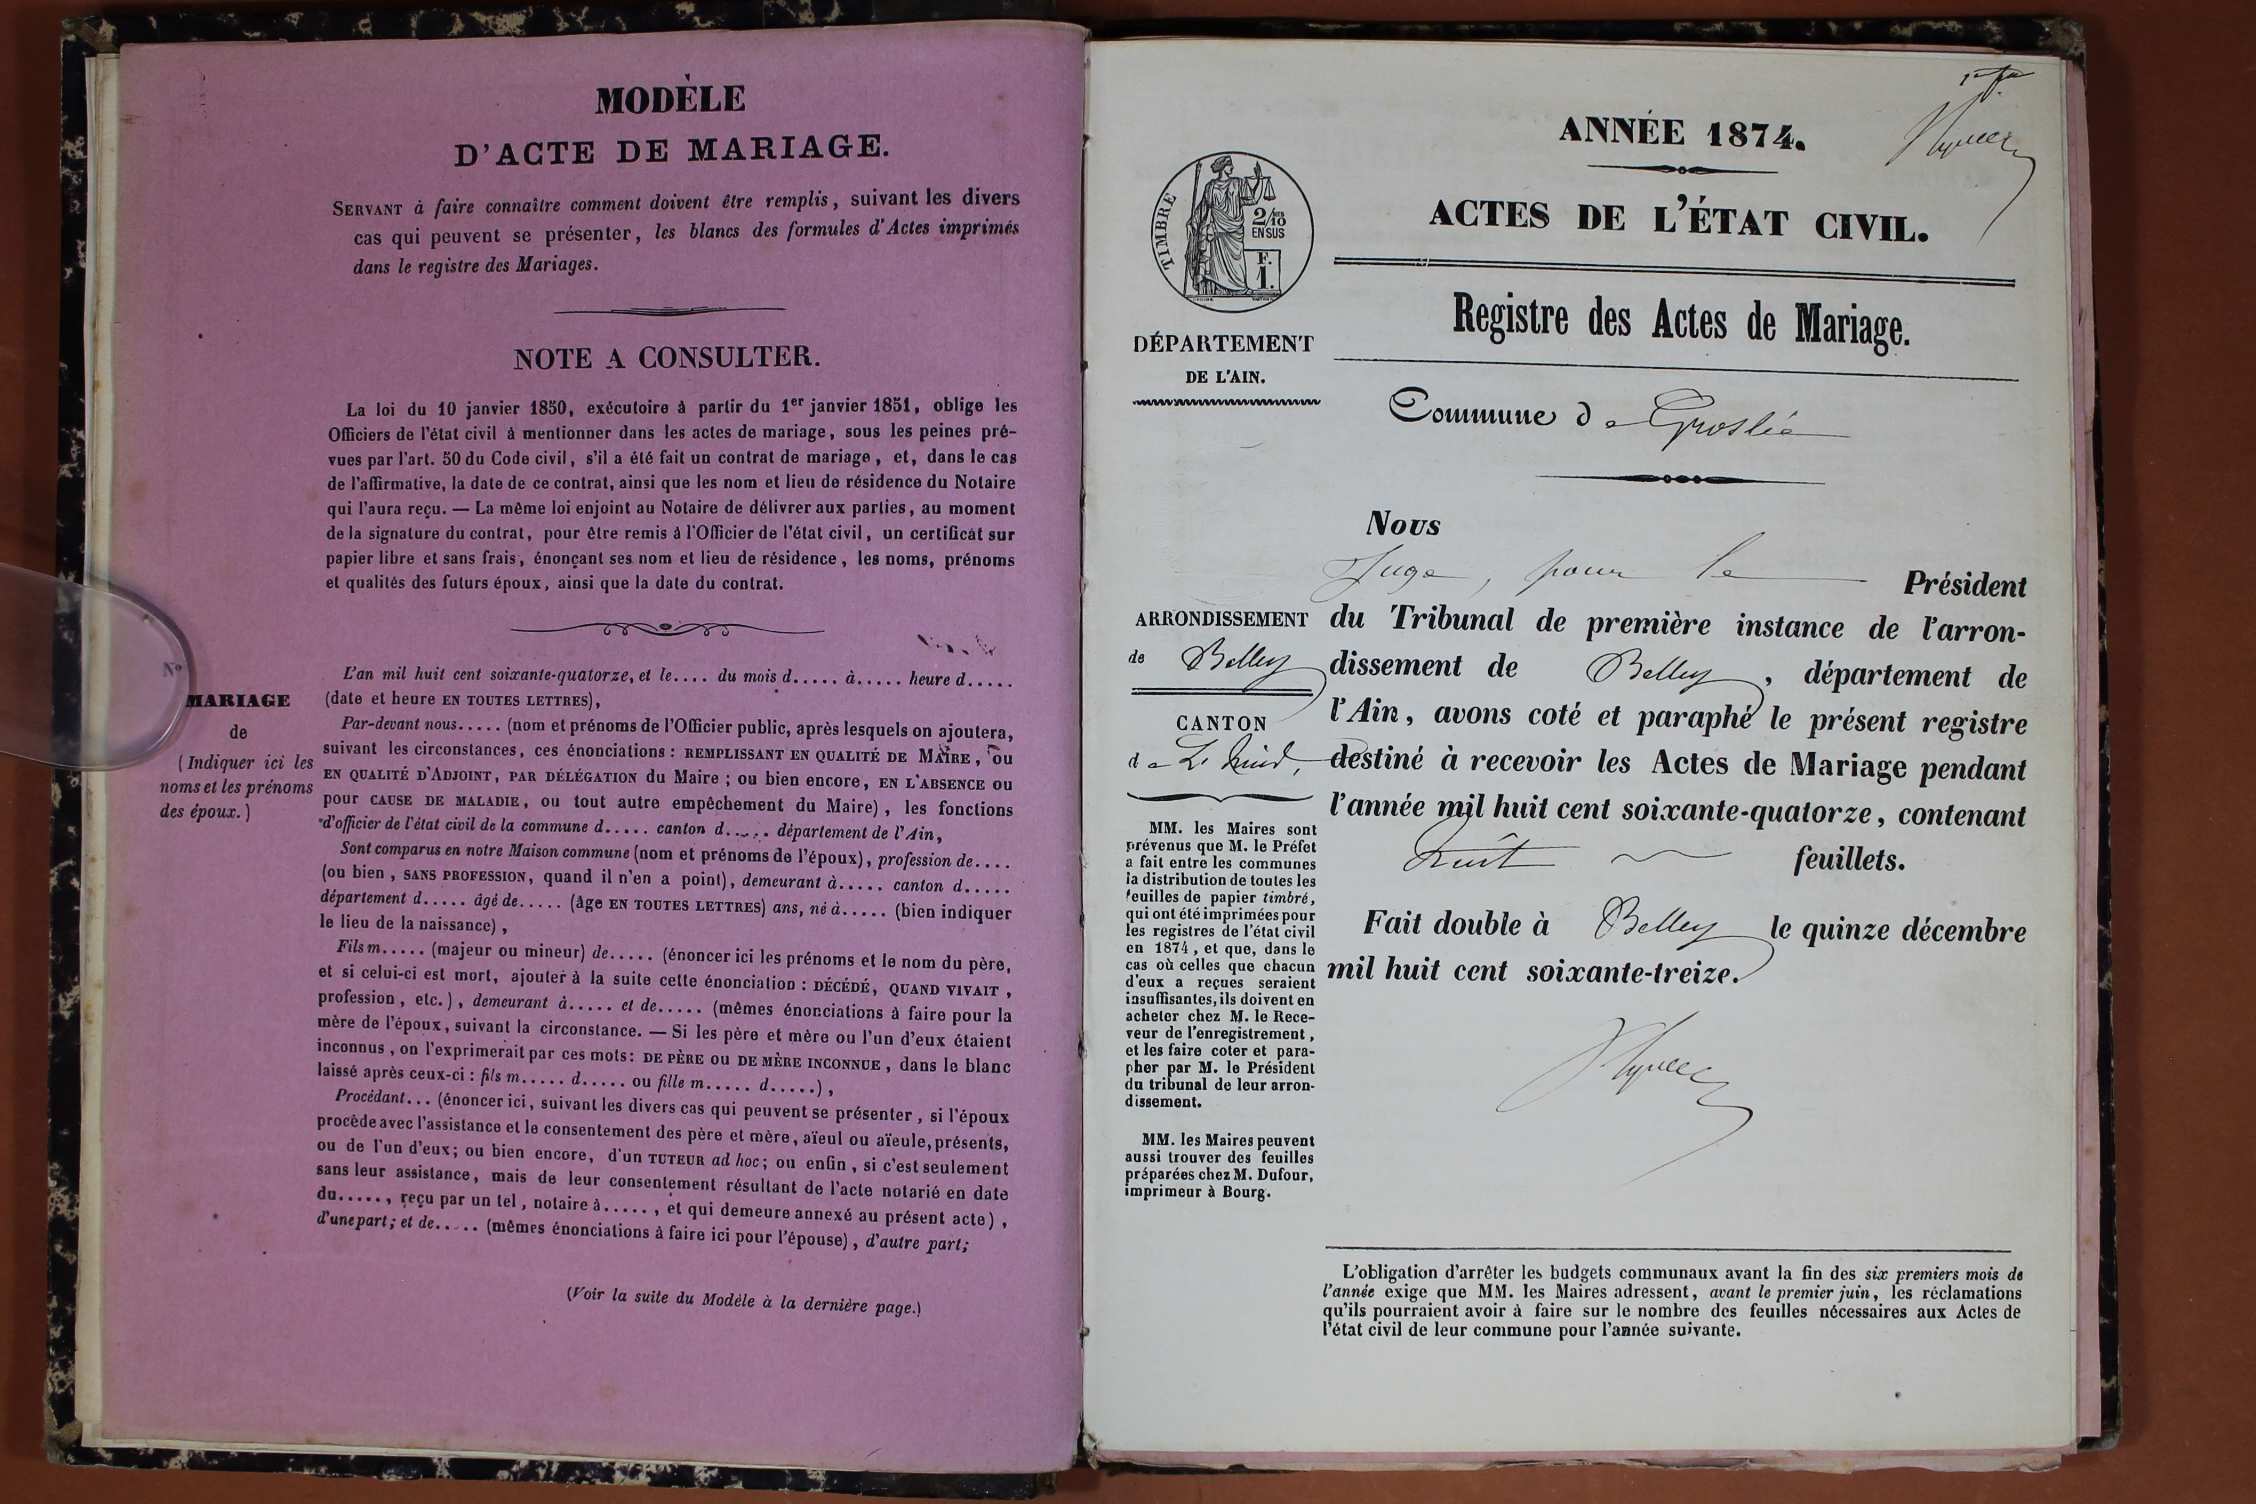 MODÈLE
D'ACTE DE MARIAGE.
SERVANT à faire connaître comment doivent être remplis, suivant les divers
cas qui peuvent se présenter, les blancs des formules d'Actes imprimés
dans le registre des Mariages.
NOTE A CONSULTER.
La loi du 10 janvier 1850, exécutoire à partir du 1er janvier 1851, oblige les
Officiers de l'état civil à mentionner dans les actes de mariage, sous les peines pré-
vues par l'art. 50 du Code civil, s'il a été fait un contrat de mariage, et, dans le cas
de l'affirmative, la date de ce contrat, ainsi que les nom et lieu de résidence du Notaire
qui l'aura reçu. — La même loi enjoint au Notaire de délivrer aux parties, au moment
de la signature du contrat, pour être remis à l'Officier de l'état civil, un certificat sur
papier libre et sans frais, énonçant ses nom et lieu de résidence, les noms, prénoms
et qualités des futurs époux, ainsi que la date du contrat.
No
MARIAGE
de
(Indiquer ici les
noms et les prénoms
des époux.)
L'an mil huit cent soixante-quatorze, et le.... du mois d..... à..... heure d.....
(date et heure EN TOUTES LETTRES),
Par-devant nous..... (nom et prénoms de l'Officier public, après lesquels on ajoutera,
suivant les circonstances, ces énonciations : REMPLISSANT EN QUALITÉ DE MAIRE, ou
EN QUALITÉ D'ADJOINT, PAR DÉLÉGATION du Maire ; ou bien encore, EN L'ABSENCE ou
pour CAUSE DE MALADIE, ou tout autre empêchement du Maire), les fonctions
d'officier de l'état civil de la commune d..... canton d..... département de l'Ain,
Sont comparus en notre Maison commune (nom et prénoms de l'époux), profession de....
(ou bien, SANS PROFESSION, quand il n'en a point), demeurant à..... canton d.....
département d..... âgé de..... (âge EN TOUTES LETTRES) ans, né à..... (bien indiquer
le lieu de la naissance),
Fils m..... (majeur ou mineur) de..... (énoncer ici les prénoms et le nom du père,
et si celui-ci est mort, ajouter à la suite cette énonciation : DÉCÉDÉ, QUAND VIVAIT,
profession, etc.), demeurant à..... et de..... (mêmes énonciations à faire pour la
mère de l'époux, suivant la circonstance. — Si les père et mère ou l'un d'eux étaient
inconnus, on l'exprimerait par ces mots: DE PÈRE ou DE MÈRE INCONNUE, dans le blanc
laissé après ceux-ci : fils m..... d..... ou fille m..... d.....),
Procédant... (énoncer ici, suivant les divers cas qui peuvent se présenter, si l'époux
procède avec l'assistance et le consentement des père et mère, aïeul ou aïeule, présents,
ou de l'un d'eux; ou bien encore, d'un TUTEUR ad hoc; ou enfin, si c'est seulement
sans leur assistance, mais de leur consentement résultant de l'acte notarié en date
du....., reçu par un tel, notaire à....., et qui demeure annexé au présent acte),
d'une part; et de..... (mêmes énonciations à faire ici pour l'épouse), d'autre part;
(Voir la suite du Modèle à la dernière page.)
ANNÉE 1874.
ACTES DE L'ÉTAT CIVIL.
TIMBRE
2/10
EN SUS
F.
1.
Registre des Actes de Mariage.
DÉPARTEMENT
DE L'AIN.
Commune de Groslée
ARRONDISSEMENT
de Belley
CANTON
de L'huis,
MM. les Maires sont
prévenus que M. le Préfet
a fait entre les communes
la distribution de toutes les
feuilles de papier timbré,
qui ont été imprimées pour
les registres de l'état civil
en 1874, et que, dans le
cas où celles que chacun
d'eux a reçues seraient
insuffisantes, ils doivent en
acheter chez M. le Rece-
veur de l'enregistrement,
et les faire coter et para-
pher par M. le Président
du tribunal de leur arron-
dissement.
MM. les Maires peuvent
aussi trouver des feuilles
préparées chez M. Dufour,
imprimeur à Bourg.
Nous
Juge, pour le Président
du Tribunal de première instance de l'arron-
dissement de Belley, département de
l'Ain, avons coté et paraphé le présent registre
destiné à recevoir les Actes de Mariage pendant
l'année mil huit cent soixante-quatorze, contenant
huit feuillets.
Fait double à Belley le quinze décembre
mil huit cent soixante-treize.
L'obligation d'arrêter les budgets communaux avant la fin des six premiers mois de
l'année exige que MM. les Maires adressent, avant le premier juin, les réclamations
qu'ils pourraient avoir à faire sur le nombre des feuilles nécessaires aux Actes de
l'état civil de leur commune pour l'année suivante.